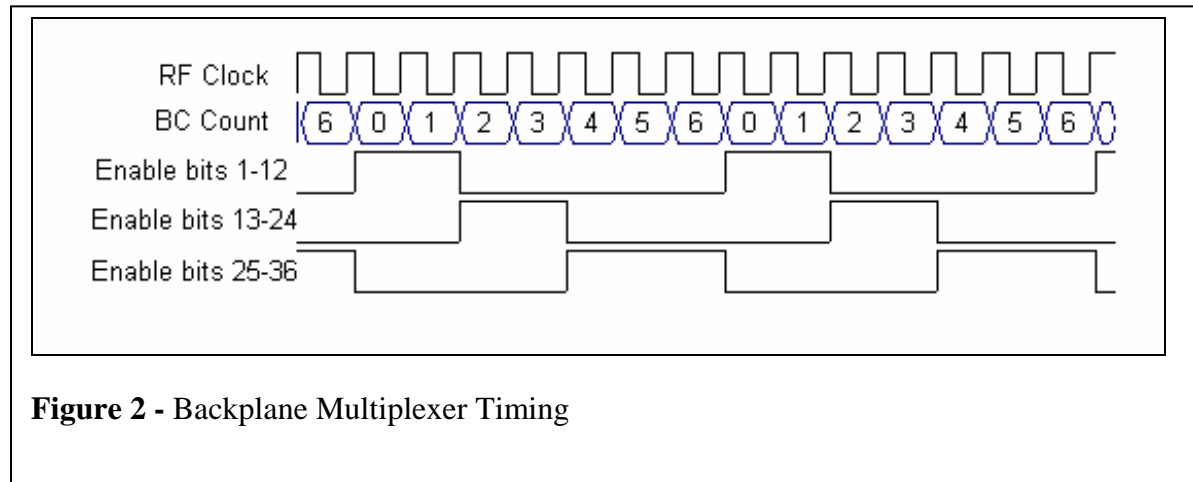 RF Clock
BC Count 6 0 1 2 3 4 5 6 0 1 2 3 4 5 6
Enable bits 1-12
Enable bits 13-24
Enable bits 25-36
Figure 2 - Backplane Multiplexer Timing